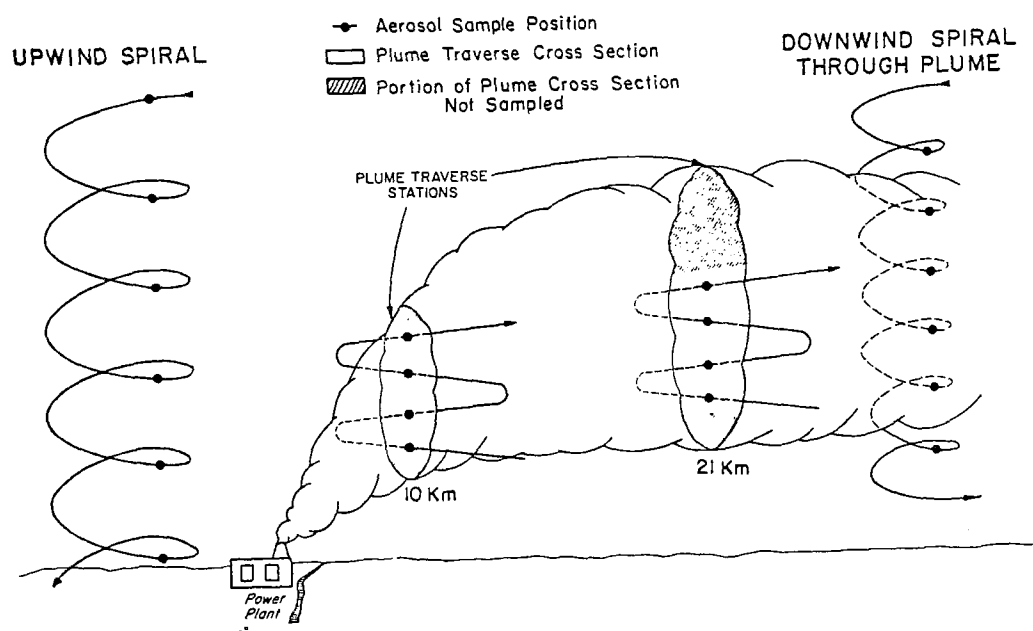 UPWIND SPIRAL
Aerosol Sample Position
Plume Traverse Cross Section
Portion of Plume Cross Section
Not Sampled
DOWNWIND SPIRAL
THROUGH PLUME
PLUME TRAVERSE
STATIONS
10 Km
21 Km
Power
Plant